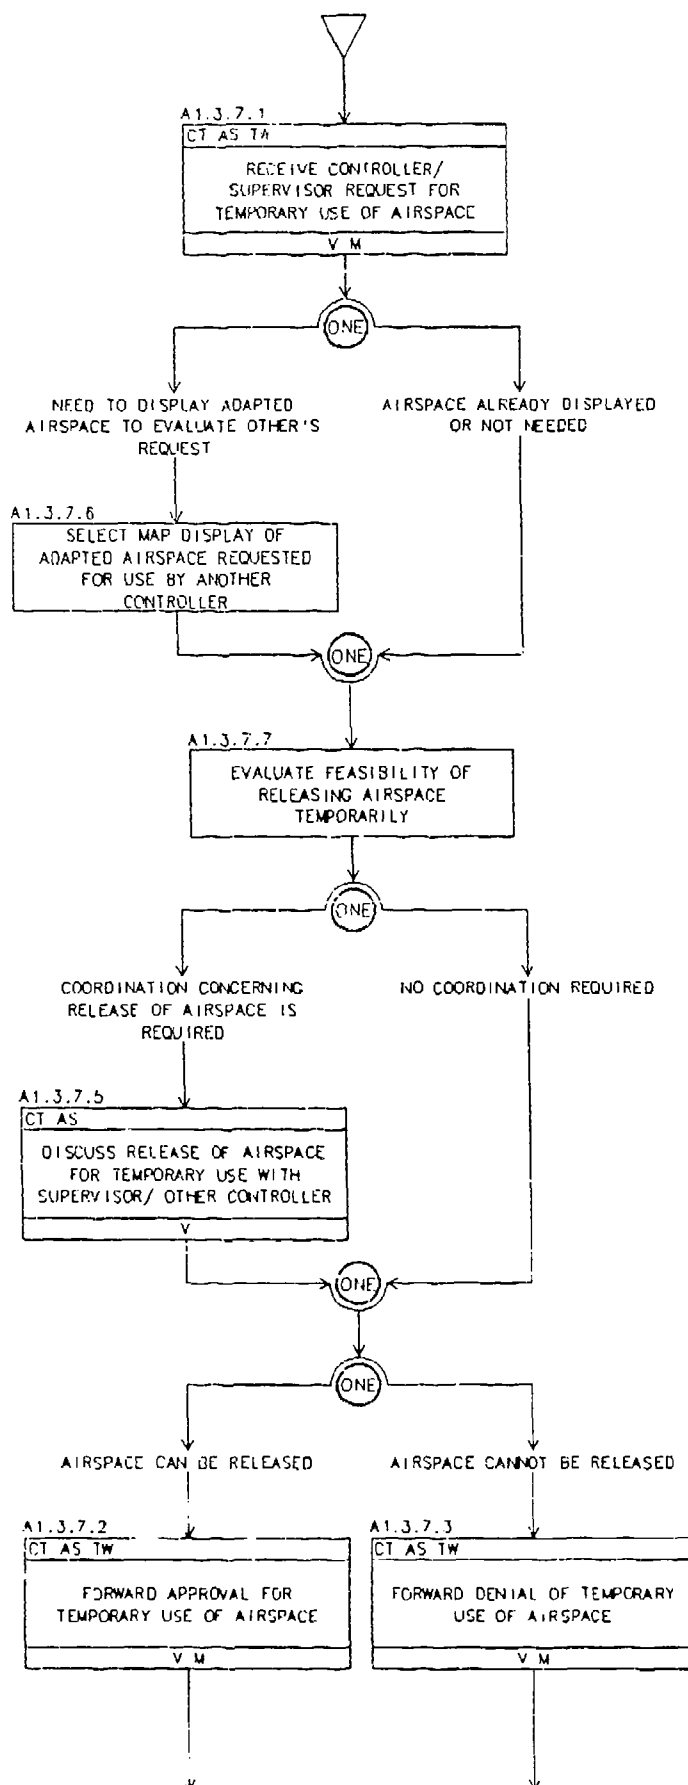 A1.3.7.1
CT AS TW
RECEIVE CONTROLLER/
SUPERVISOR REQUEST FOR
TEMPORARY USE OF AIRSPACE
V M
ONE
NEED TO DISPLAY ADAPTED
AIRSPACE TO EVALUATE OTHER'S
REQUEST
AIRSPACE ALREADY DISPLAYED
OR NOT NEEDED
A1.3.7.6
SELECT MAP DISPLAY OF
ADAPTED AIRSPACE REQUESTED
FOR USE BY ANOTHER
CONTROLLER
ONE
A1.3.7.7
EVALUATE FEASIBILITY OF
RELEASING AIRSPACE
TEMPORARILY
ONE
COORDINATION CONCERNING
RELEASE OF AIRSPACE IS
REQUIRED
NO COORDINATION REQUIRED
A1.3.7.5
CT AS
DISCUSS RELEASE OF AIRSPACE
FOR TEMPORARY USE WITH
SUPERVISOR/ OTHER CONTROLLER
V
ONE
ONE
AIRSPACE CAN BE RELEASED
AIRSPACE CANNOT BE RELEASED
A1.3.7.2
CT AS TW
FORWARD APPROVAL FOR
TEMPORARY USE OF AIRSPACE
V M
A1.3.7.3
CT AS TW
FORWARD DENIAL OF TEMPORARY
USE OF AIRSPACE
V M